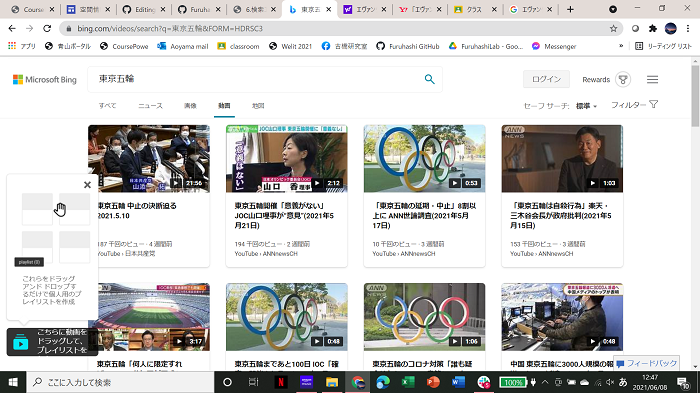 Course
空間情
Editing
Furuha
6.検索
東京五
エヴァン
「エヴァン
クラス
エヴァン
bing.com/videos/search?q=東京五輪&FORM=HDRSC3
アプリ
青山ポータル
CoursePowe
Aoyama mail
classroom
Welit 2021
古橋研究室
Furuhashi GitHub
FuruhashiLab - Goo...
Messenger
»
リーディング リスト
Microsoft Bing
東京五輪
ログイン
Rewards
すべて
ニュース
画像
動画
地図
セーフ サーチ: 標準
フィルター
21:56
2:12
0:53
1:03
東京五輪 中止の決断迫る
2021.5.10
187 千回のビュー · 4 週間前
YouTube › 日本共産党
東京五輪開催「意義がない」
JOC山口理事が“意見”(2021年5
月21日)
194 千回のビュー · 2 週間前
YouTube › ANNnewsCH
「東京五輪の延期・中止」8割以
上に ANN世論調査(2021年5月
17日)
10 千回のビュー · 3 週間前
YouTube › ANNnewsCH
「東京五輪は自殺行為」楽天・
三木谷会長が政府批判(2021年5
月15日)
153 千回のビュー · 3 週間前
YouTube › ANNnewsCH
playlist (0)
これらをドラッグ
アンド ドロップす
るだけで個人用のプ
レイリストを作成
こちらに動画を
ドラッグして、
プレイリストを
3:17
0:48
1:06
0:48
東京五輪「何人に限定すれ
東京五輪まであと100日 IOC「確
東京五輪のコロナ対策「誰も疑
中国 東京五輪に3000人規模の報
フィードバック
ここに入力して検索
100%
あ
12:47
2021/06/08
10